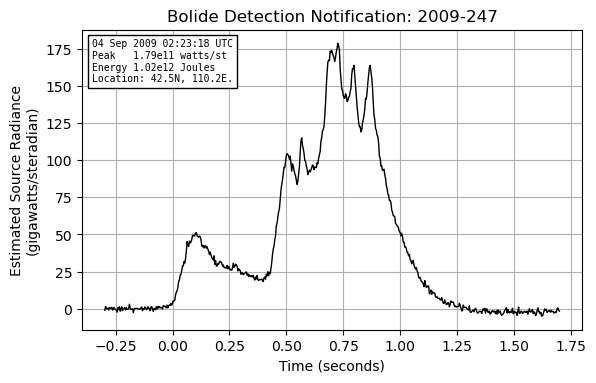 Bolide Detection Notification: 2009-247
04 Sep 2009 02:23:18 UTC
Peak   1.79e11 watts/st
Energy 1.02e12 Joules
Location: 42.5N, 110.2E.
Estimated Source Radiance
(gigawatts/steradian)
175
150
125
100
75
50
25
0
−0.25 0.00 0.25 0.50 0.75 1.00 1.25 1.50 1.75
Time (seconds)